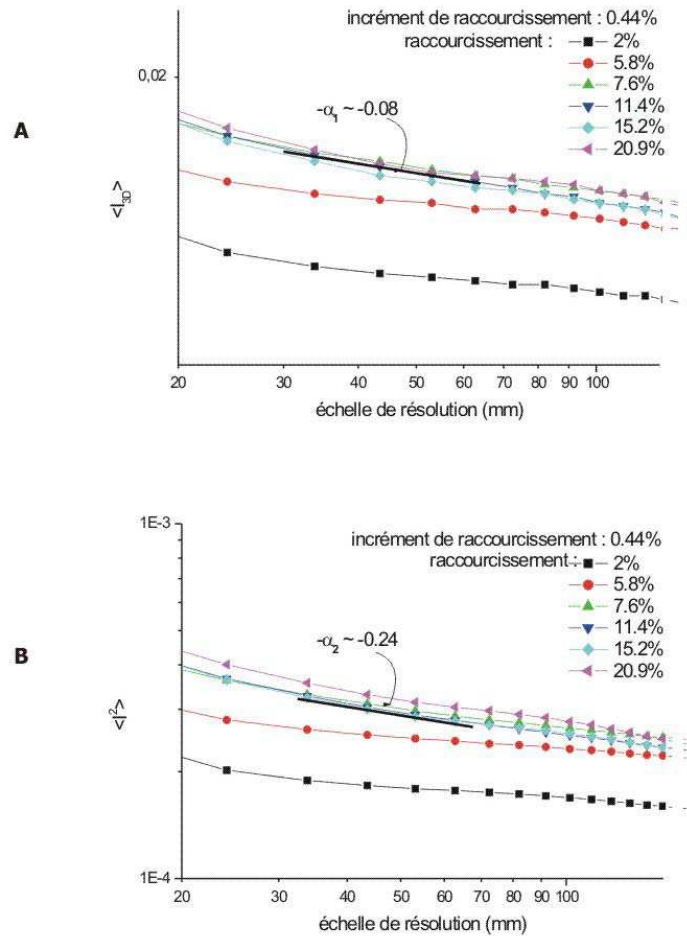 incrément de raccourcissement : 0.44%
raccourcissement :
2%
5.8%
7.6%
11.4%
15.2%
20.9%
0,02
A
-α1 ~ -0.08
<I3D>
20 30 40 50 60 70 80 90 100
échelle de résolution (mm)
1E-3
incrément de raccourcissement : 0.44%
raccourcissement :
2%
5.8%
7.6%
11.4%
15.2%
20.9%
B
-α2 ~ -0.24
<I²>
1E-4
20 30 40 50 60 70 80 90 100
échelle de résolution (mm)